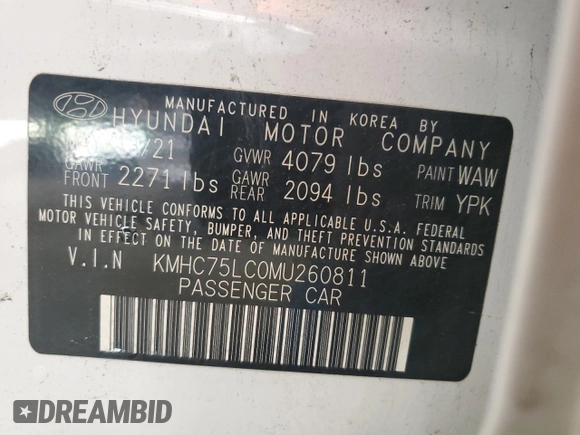 MANUFACTURED IN KOREA BY
HYUNDAI MOTOR COMPANY
/21 GVWR 4079 lbs PAINT WAW
GAWR FRONT 2271 lbs GAWR REAR 2094 lbs TRIM YPK
THIS VEHICLE CONFORMS TO ALL APPLICABLE U.S.A. FEDERAL
MOTOR VEHICLE SAFETY, BUMPER, AND THEFT PREVENTION STANDARDS
IN EFFECT ON THE DATE OF MANUFACTURE SHOWN ABOVE
V.I.N KMHC75LC0MU260811
PASSENGER CAR
DREAMBID